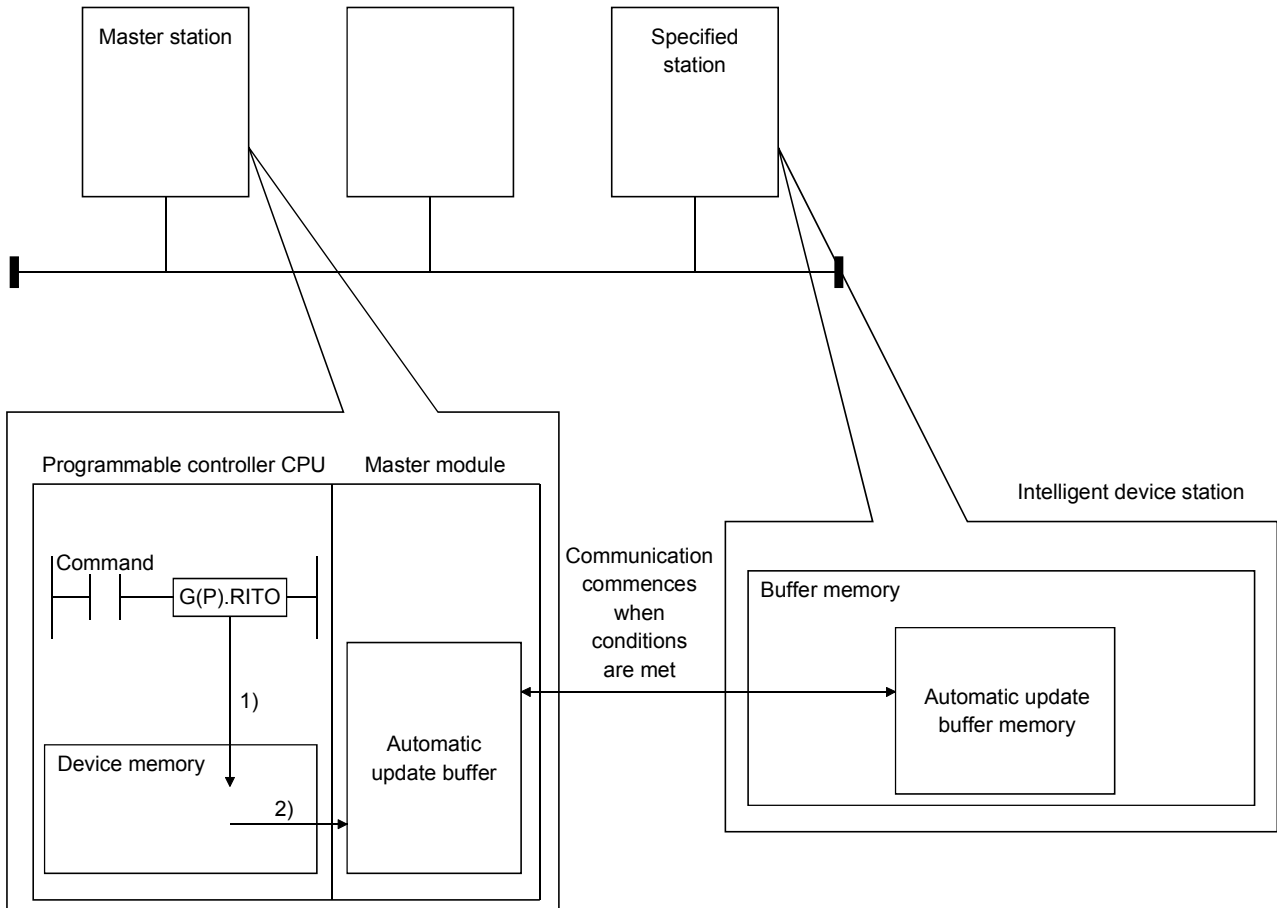 Master station
Specified
station
Programmable controller CPU
Master module
Command
G(P).RITO
1)
Device memory
2)
Automatic
update buffer
Communication
commences
when
conditions
are met
Intelligent device station
Buffer memory
Automatic update
buffer memory